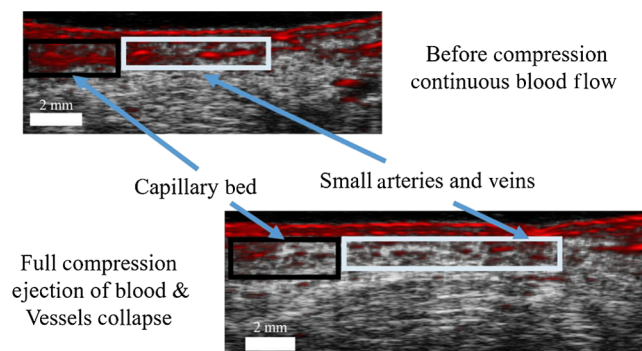 Before compression
continuous blood flow
2 mm
Capillary bed
Small arteries and veins
Full compression
ejection of blood &
Vessels collapse
2 mm